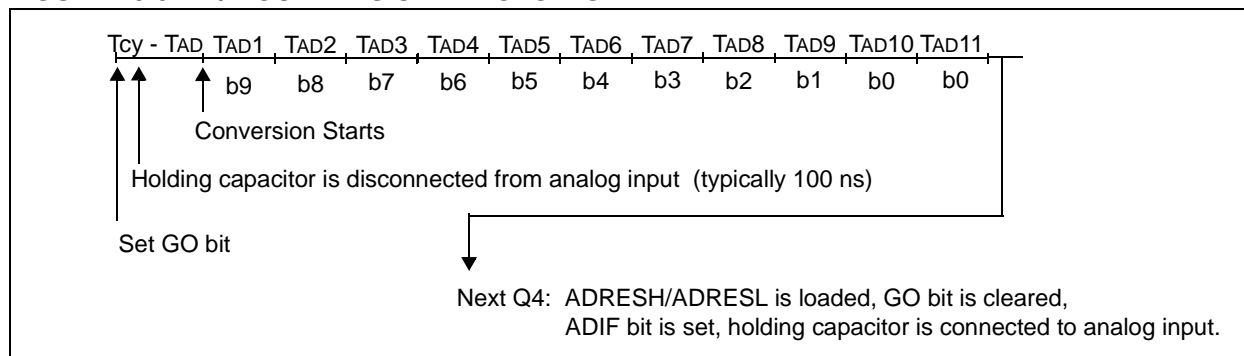 Tcy - TAD TAD1 TAD2 TAD3 TAD4 TAD5 TAD6 TAD7 TAD8 TAD9 TAD10 TAD11
b9 b8 b7 b6 b5 b4 b3 b2 b1 b0 b0
Conversion Starts
Holding capacitor is disconnected from analog input (typically 100 ns)
Set GO bit
Next Q4: ADRESH/ADRESL is loaded, GO bit is cleared,
ADIF bit is set, holding capacitor is connected to analog input.